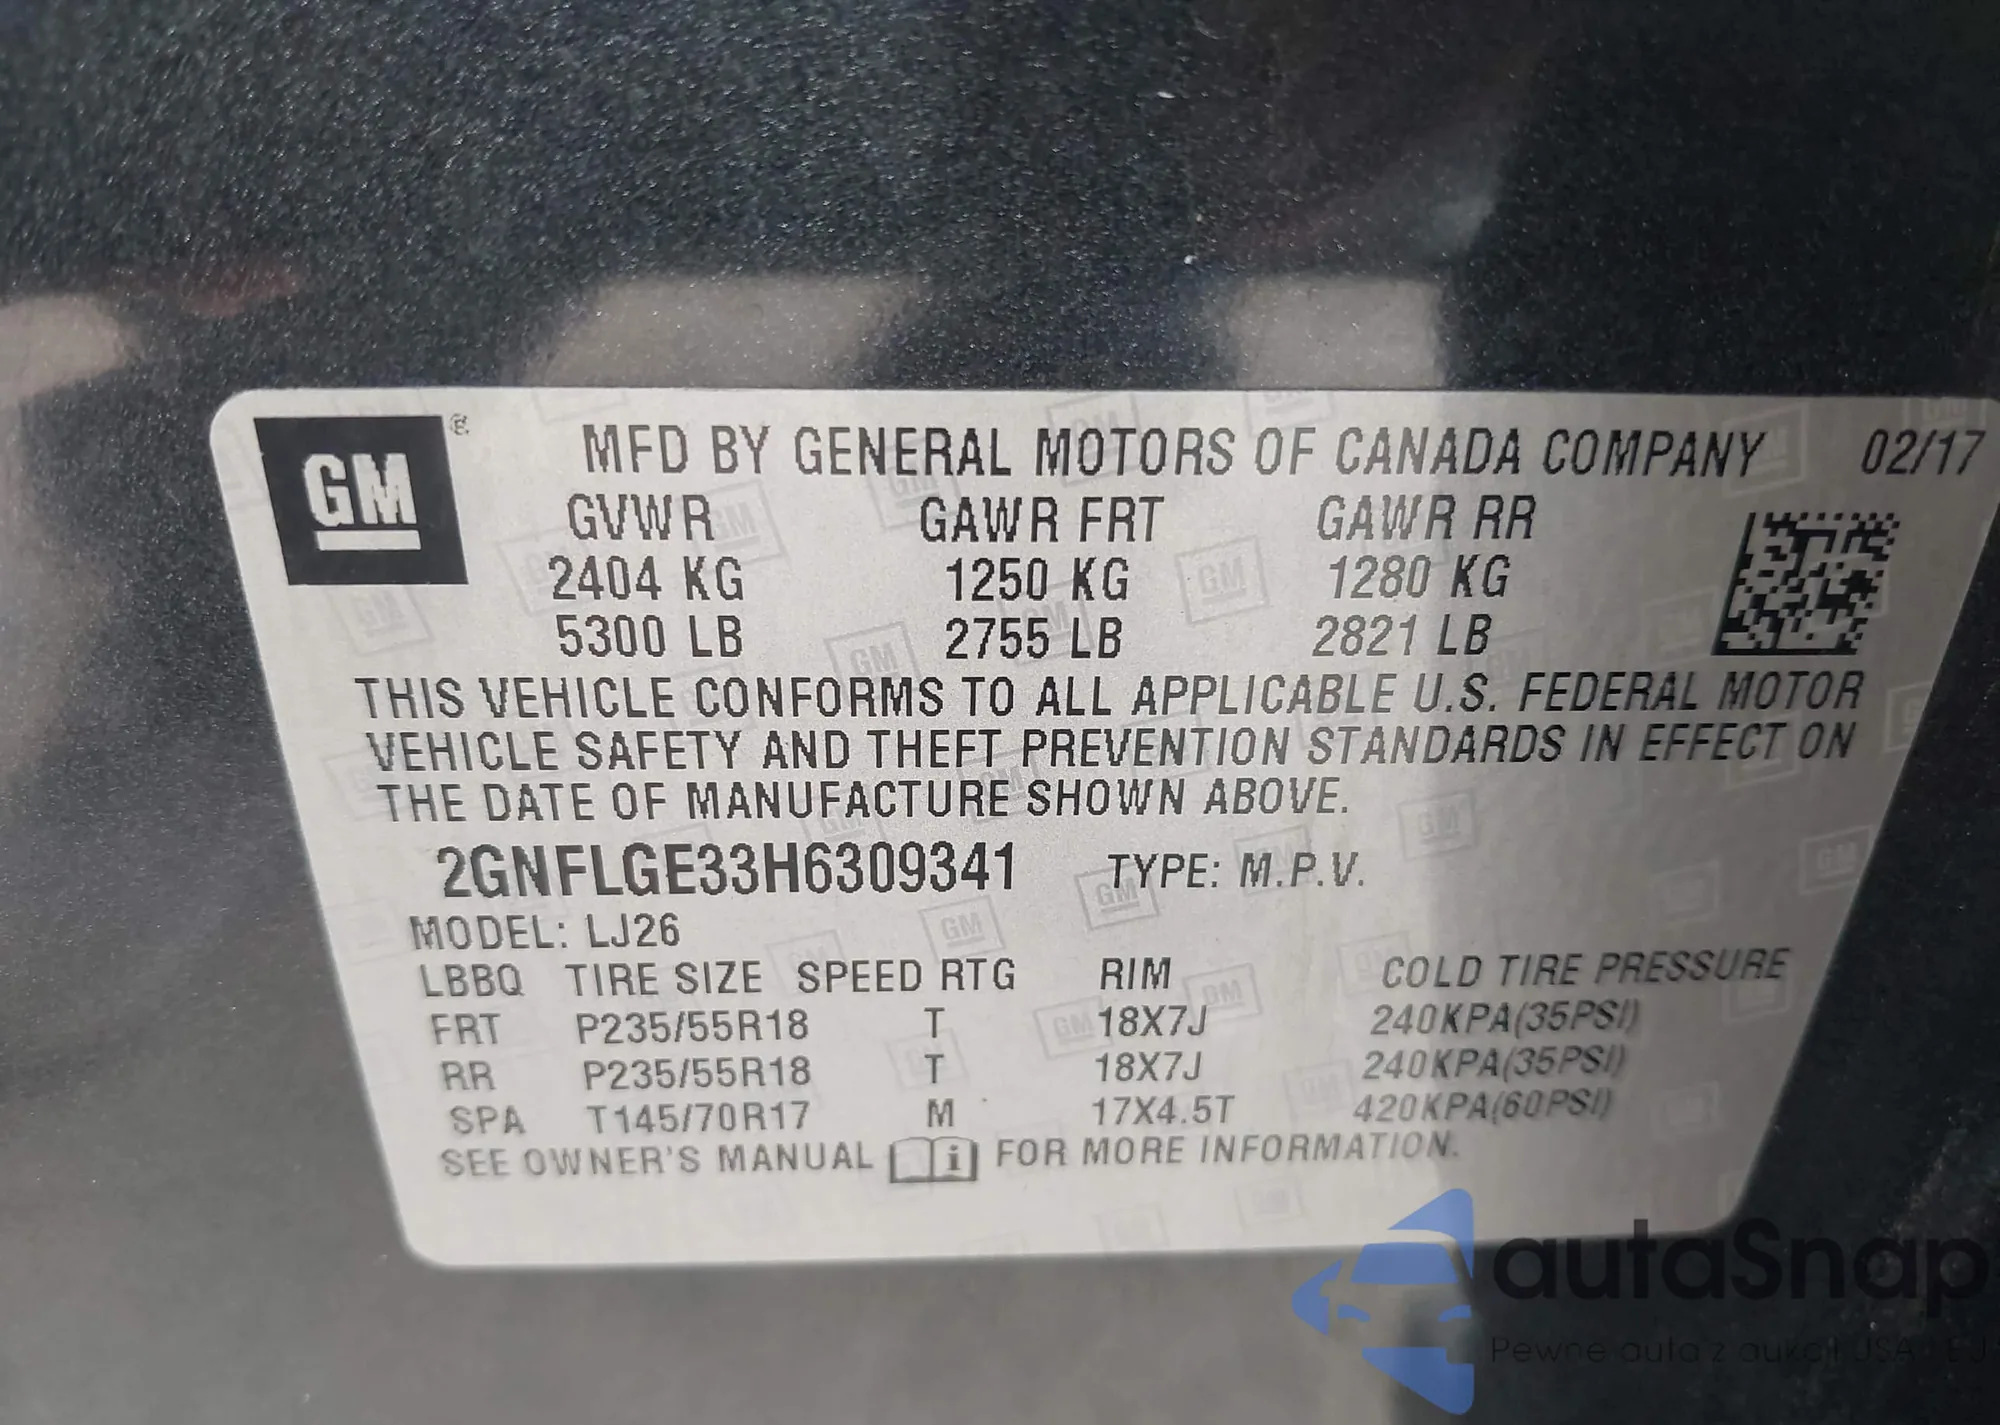 GM ®
MFD BY GENERAL MOTORS OF CANADA COMPANY 02/17
GVWR GAWR FRT GAWR RR
2404 KG 1250 KG 1280 KG
5300 LB 2755 LB 2821 LB
THIS VEHICLE CONFORMS TO ALL APPLICABLE U.S. FEDERAL MOTOR
VEHICLE SAFETY AND THEFT PREVENTION STANDARDS IN EFFECT ON
THE DATE OF MANUFACTURE SHOWN ABOVE.
2GNFLGE33H6309341 TYPE: M.P.V.
MODEL: LJ26
LBBQ TIRE SIZE SPEED RTG RIM COLD TIRE PRESSURE
FRT P235/55R18 T 18X7J 240KPA(35PSI)
RR P235/55R18 T 18X7J 240KPA(35PSI)
SPA T145/70R17 M 17X4.5T 420KPA(60PSI)
SEE OWNER'S MANUAL i FOR MORE INFORMATION.
autaSnap
Pewne auta z aukcji USA